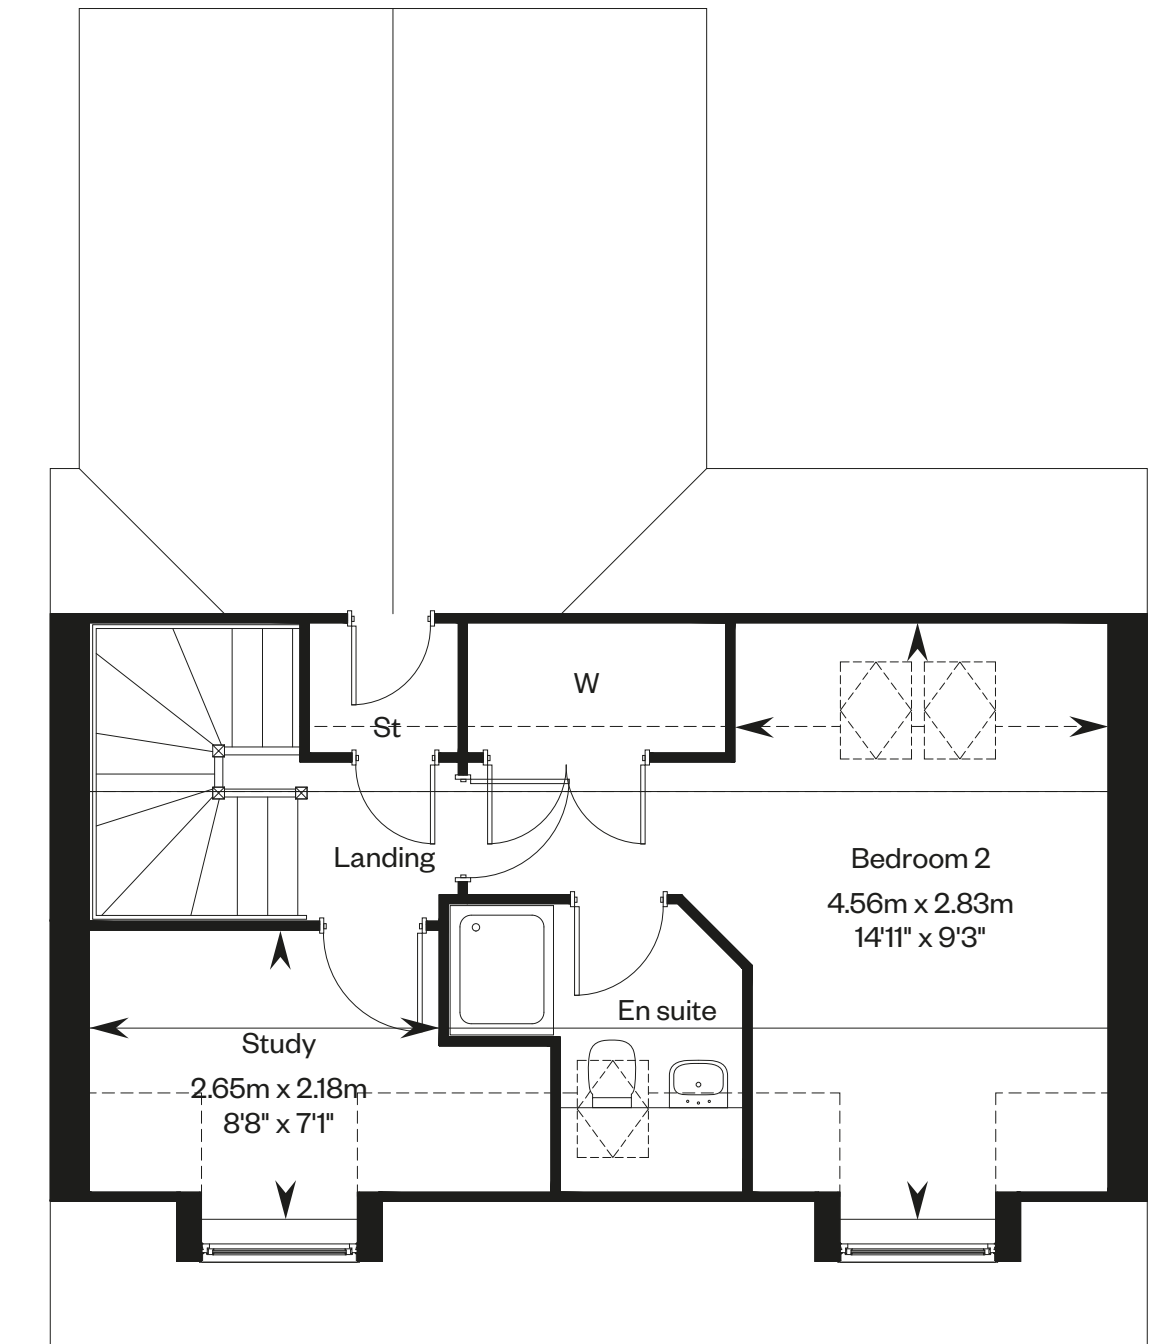 W
St
Landing
Bedroom 2
4.56m x 2.83m
14'11" x 9'3"
En suite
Study
2.65m x 2.18m
8'8" x 7'1"